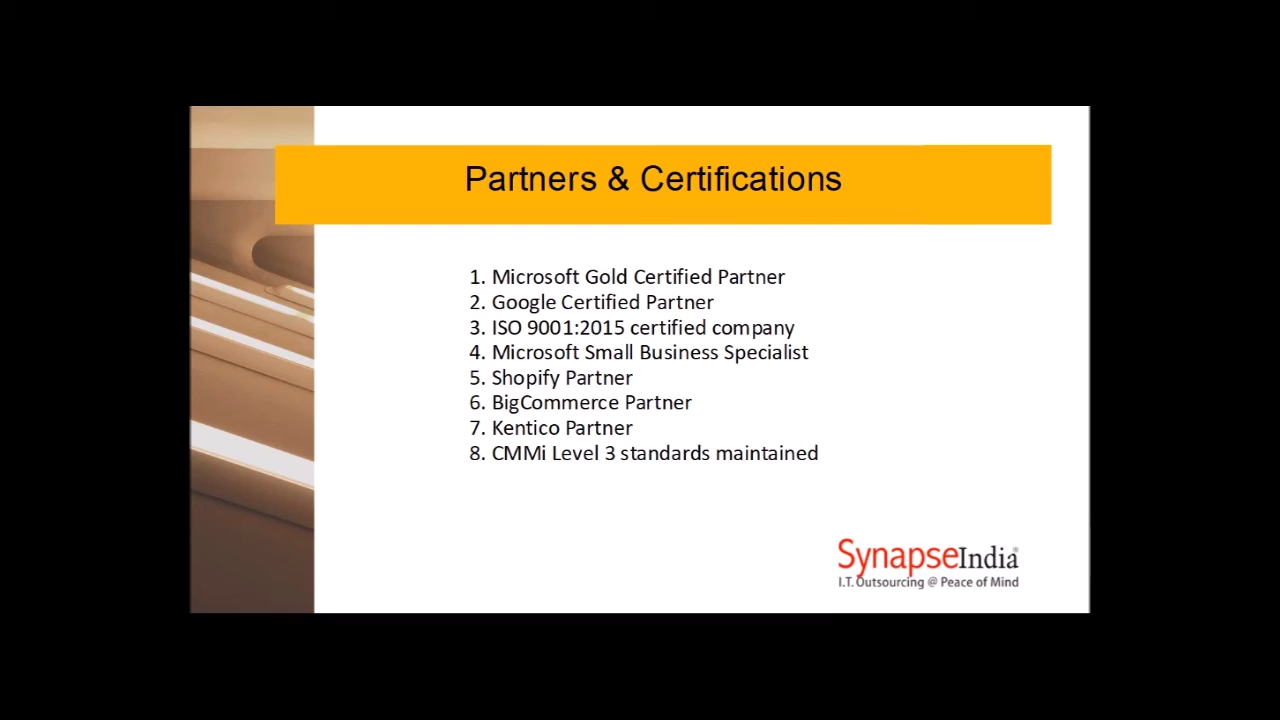 Partners & Certifications
1. Microsoft Gold Certified Partner
2. Google Certified Partner
3. ISO 9001:2015 certified company
4. Microsoft Small Business Specialist
5. Shopify Partner
6. BigCommerce Partner
7. Kentico Partner
8. CMMi Level 3 standards maintained
SynapseIndia®
I.T. Outsourcing @ Peace of Mind